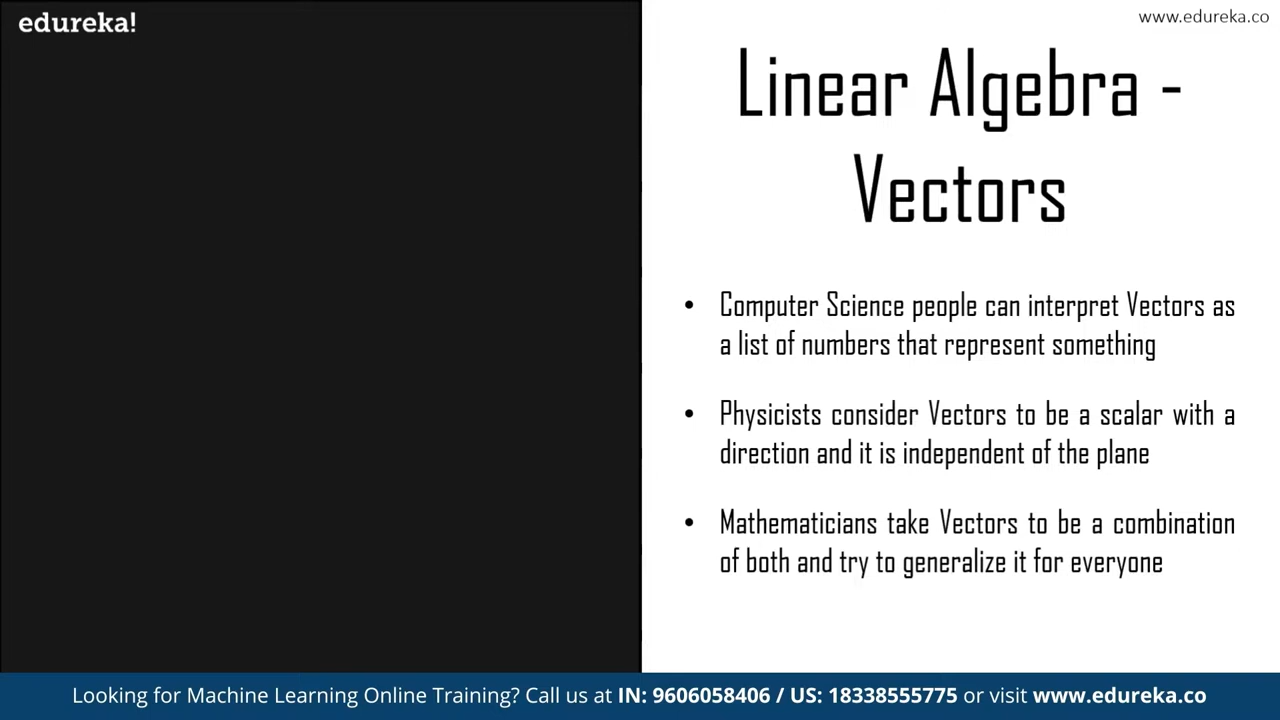 edureka!
www.edureka.co
Linear Algebra -
Vectors
• Computer Science people can interpret Vectors as
a list of numbers that represent something
• Physicists consider Vectors to be a scalar with a
direction and it is independent of the plane
• Mathematicians take Vectors to be a combination
of both and try to generalize it for everyone
Looking for Machine Learning Online Training? Call us at IN: 9606058406 / US: 18338555775 or visit www.edureka.co